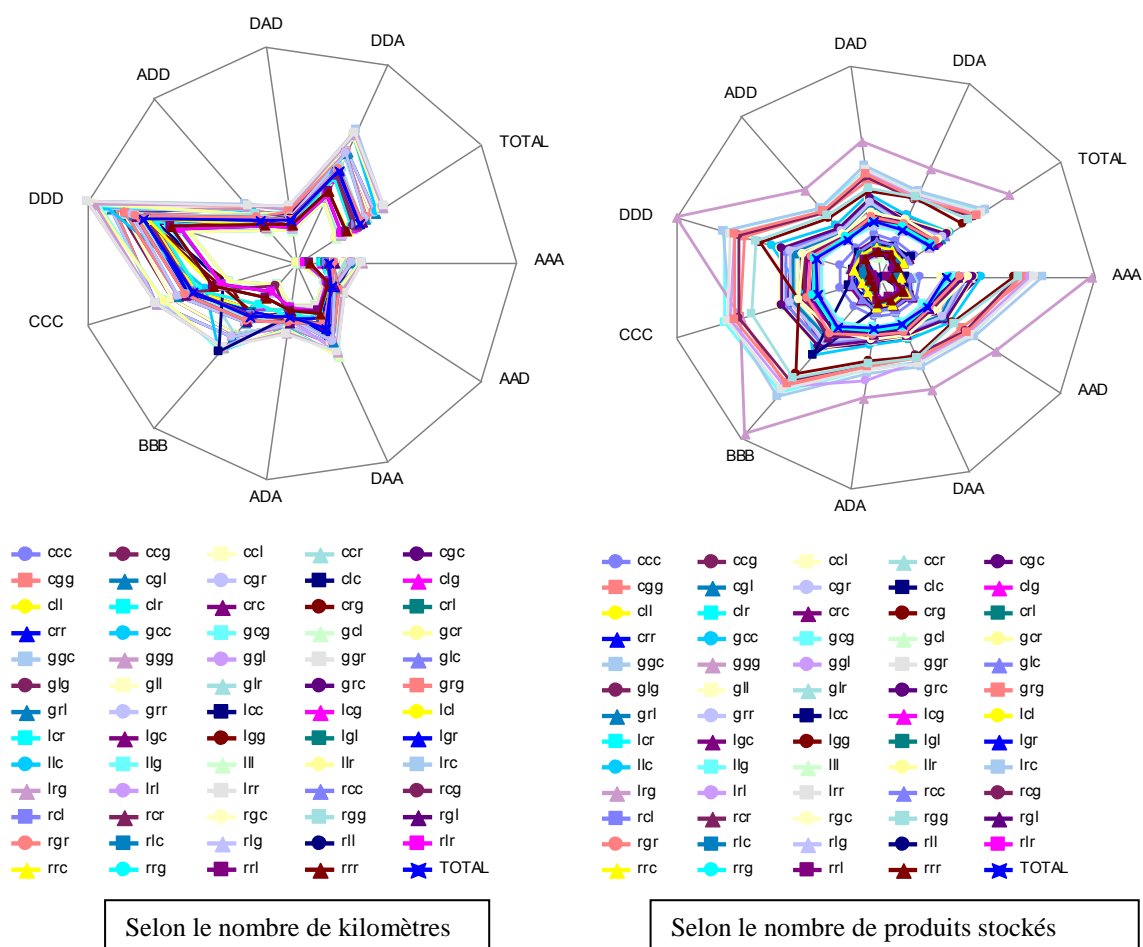 DAD
DDA
ADD
TOTAL
DDD
AAA
CCC
AAD
BBB
DAA
ADA
DAD
DDA
ADD
TOTAL
DDD
AAA
CCC
AAD
BBB
DAA
ADA
ccc ccg ccl ccr cgc
cgg cgl cgr clc clg
cll clr crc crg crl
crr gcc gcg gcl gcr
ggc ggg ggl ggr glc
glg gll glr grc grg
grl grr lcc lcg lcl
lcr lgc lgg lgl lgr
llc llg lll llr lrc
lrg lrl lrr rcc rcg
rcl rcr rgc rgg rgl
rgr rlc rlg rll rlr
rrc rrg rrl rrr TOTAL
ccc ccg ccl ccr cgc
cgg cgl cgr clc clg
cll clr crc crg crl
crr gcc gcg gcl gcr
ggc ggg ggl ggr glc
glg gll glr grc grg
grl grr lcc lcg lcl
lcr lgc lgg lgl lgr
llc llg lll llr lrc
lrg lrl lrr rcc rcg
rcl rcr rgc rgg rgl
rgr rlc rlg rll rlr
rrc rrg rrl rrr TOTAL
Selon le nombre de kilomètres
Selon le nombre de produits stockés